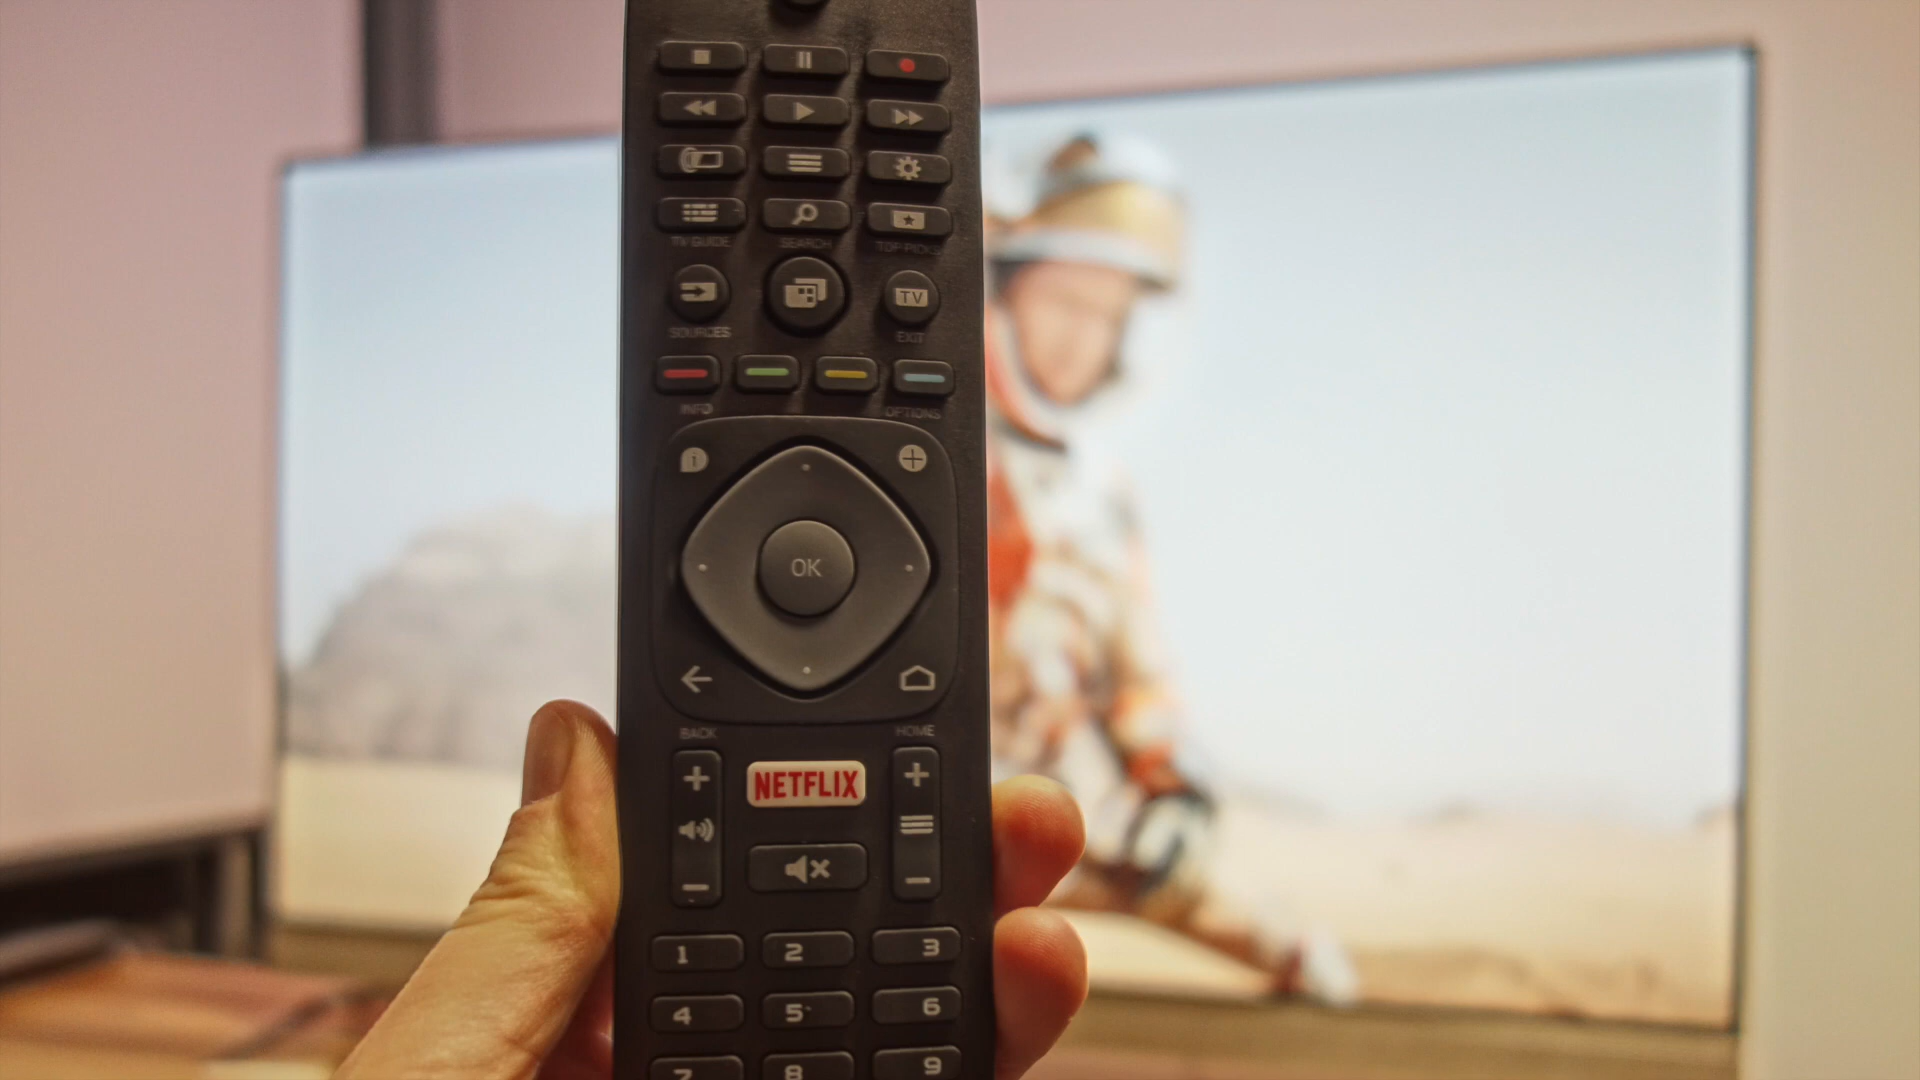 TV GUIDE SEARCH TOP PICKS
TV
SOURCES EXIT
INFO OPTIONS
OK
BACK HOME
NETFLIX
1 2 3
4 5 6
7 8 9